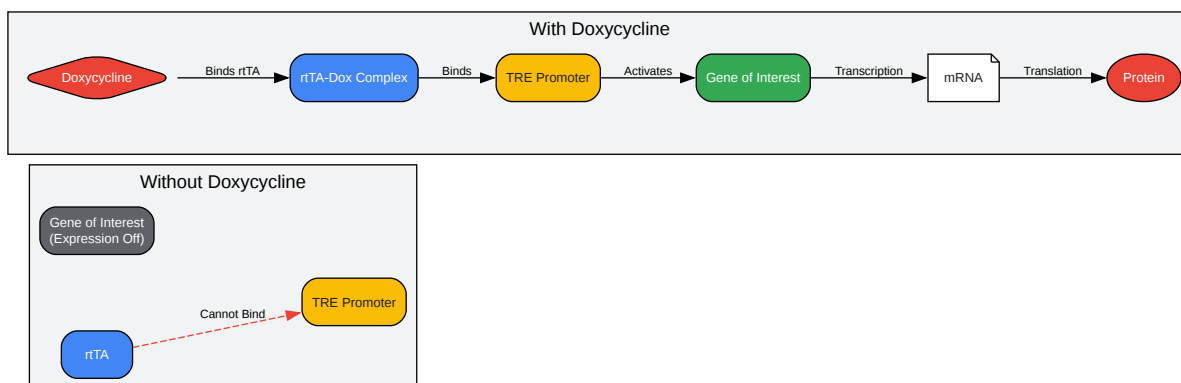 With Doxycycline
Doxycycline
Binds rtTA
rtTA-Dox Complex
Binds
TRE Promoter
Activates
Gene of Interest
Transcription
mRNA
Translation
Protein
Without Doxycycline
Gene of Interest
(Expression Off)
TRE Promoter
Cannot Bind
rtTA